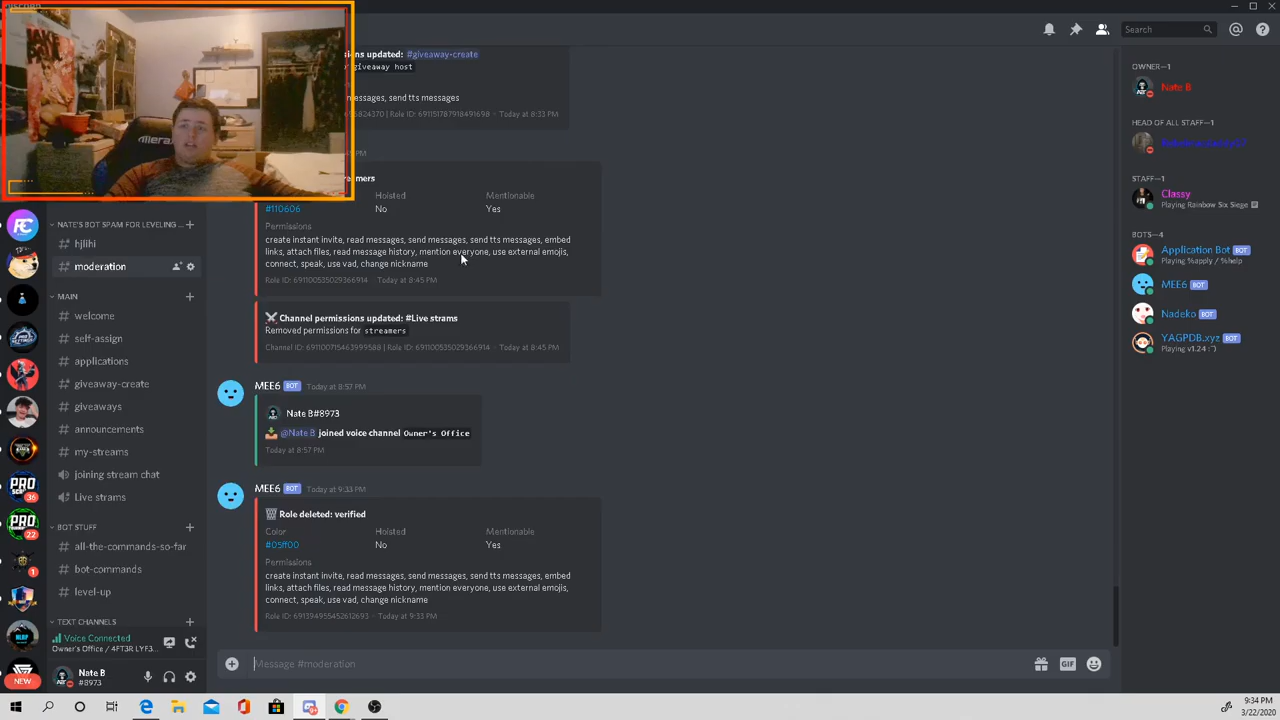 Search
sions updated: #giveaway-create
giveaway host
ssages, send tts messages
56824370 | Role ID: 691151787918491698 · Today at 8:33 PM
PM
eamers
Hoisted
Mentionable
#110606
No
Yes
Permissions
create instant invite, read messages, send messages, send tts messages, embed
links, attach files, read message history, mention everyone, use external emojis,
connect, speak, use vad, change nickname
Role ID: 691100535029366914 · Today at 8:45 PM
Channel permissions updated: #Live strams
Removed permissions for streamers
Channel ID: 691100715463999588 | Role ID: 691100535029366914 · Today at 8:45 PM
MEE6 BOT Today at 8:57 PM
Nate B#8973
@Nate B joined voice channel Owner's Office
Today at 8:57 PM
MEE6 BOT Today at 9:33 PM
Role deleted: verified
Color
Hoisted
Mentionable
#05ff00
No
Yes
Permissions
create instant invite, read messages, send messages, send tts messages, embed
links, attach files, read message history, mention everyone, use external emojis,
connect, speak, use vad, change nickname
Role ID: 691394955452612693 · Today at 9:33 PM
Message #moderation
GIF
NATE'S BOT SPAM FOR LEVELING ...
hjlihi
moderation
MAIN
welcome
self-assign
applications
giveaway-create
giveaways
announcements
my-streams
joining stream chat
Live strams
BOT STUFF
all-the-commands-so-far
bot-commands
level-up
TEXT CHANNELS
Voice Connected
Owner's Office / 4FT3R LYF3...
Nate B
#8973
36
22
1
NEW
OWNER—1
Nate B
HEAD OF ALL STAFF—1
STAFF—1
Classy
Playing Rainbow Six Siege
BOTS—4
Application Bot BOT
Playing %apply / %help
MEE6 BOT
Nadeko BOT
YAGPDB.xyz BOT
Playing v1.24 :')
9:34 PM
3/22/2020